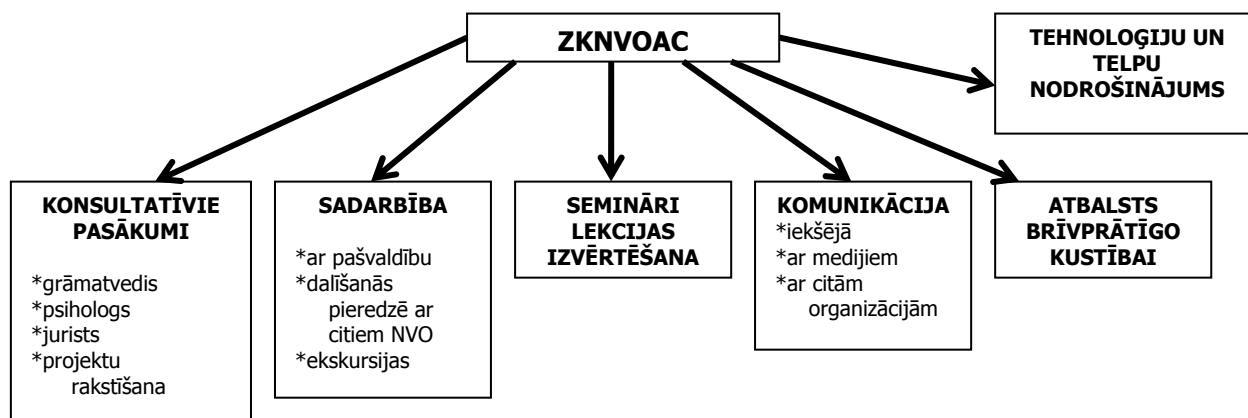 ZKNVOAC
TEHNOLOĢIJU UN
TELPU
NODROŠINĀJUMS
KONSULTATĪVIE
PASĀKUMI
*grāmatvedis
*psihologs
*jurists
*projektu
rakstīšana
SADARBĪBA
*ar pašvaldību
*dalīšanās
pieredzē ar
citiem NVO
*ekskursijas
SEMINĀRI
LEKCIJAS
IZVĒRTĒŠANA
KOMUNIKĀCIJA
*iekšējā
*ar medijiem
*ar citām
organizācijām
ATBALSTS
BRĪVPRĀTĪGO
KUSTĪBAI